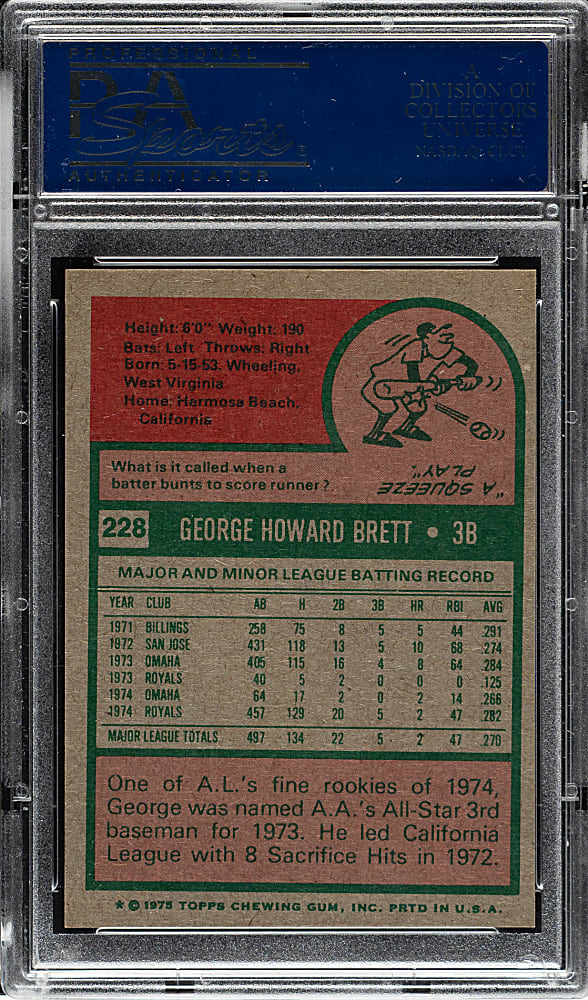 PROFESSIONAL
PSA
Sports®
AUTHENTICATOR
A
DIVISION OF
COLLECTORS
UNIVERSE
NASDAQ: CLCT
Height: 6'0" Weight: 190
Bats: Left Throws: Right
Born: 5-15-53, Wheeling,
West Virginia
Home: Hermosa Beach,
California
What is it called when a
batter bunts to score runner?
"A SQUEEZE
PLAY".
228 GEORGE HOWARD BRETT • 3B
MAJOR AND MINOR LEAGUE BATTING RECORD
YEAR CLUB AB H 2B 3B HR RBI AVG
1971 BILLINGS 258 75 8 5 5 44 .291
1972 SAN JOSE 431 118 13 5 10 68 .274
1973 OMAHA 405 115 16 4 8 64 .284
1973 ROYALS 40 5 2 0 0 0 .125
1974 OMAHA 64 17 2 0 2 14 .266
1974 ROYALS 457 129 20 5 2 47 .282
MAJOR LEAGUE TOTALS 497 134 22 5 2 47 .270
One of A.L.'s fine rookies of 1974,
George was named A.A.'s All-Star 3rd
baseman for 1973. He led California
League with 8 Sacrifice Hits in 1972.
* © 1975 TOPPS CHEWING GUM, INC. PRTD IN U.S.A.